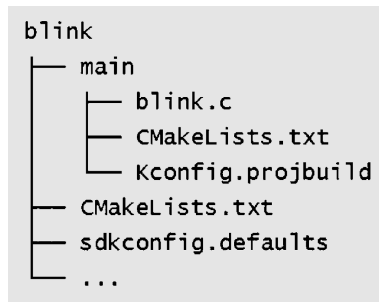 blink
├── main
│   ├── blink.c
│   ├── CMakeLists.txt
│   └── Kconfig.projbuild
├── CMakeLists.txt
├── sdkconfig.defaults
└── ...